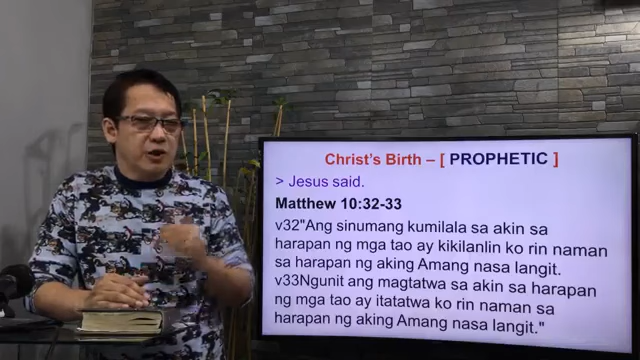 Christ's Birth – [ PROPHETIC ]
> Jesus said.
Matthew 10:32-33
v32"Ang sinumang kumilala sa akin sa
harapan ng mga tao ay kikilanlin ko rin naman
sa harapan ng aking Amang nasa langit.
v33Ngunit ang magtatwa sa akin sa harapan
ng mga tao ay itatatwa ko rin naman sa
harapan ng aking Amang nasa langit."